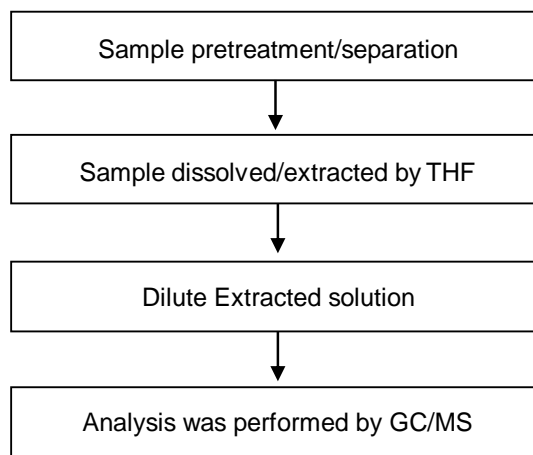 Sample pretreatment/separation
Sample dissolved/extracted by THF
Dilute Extracted solution
Analysis was performed by GC/MS